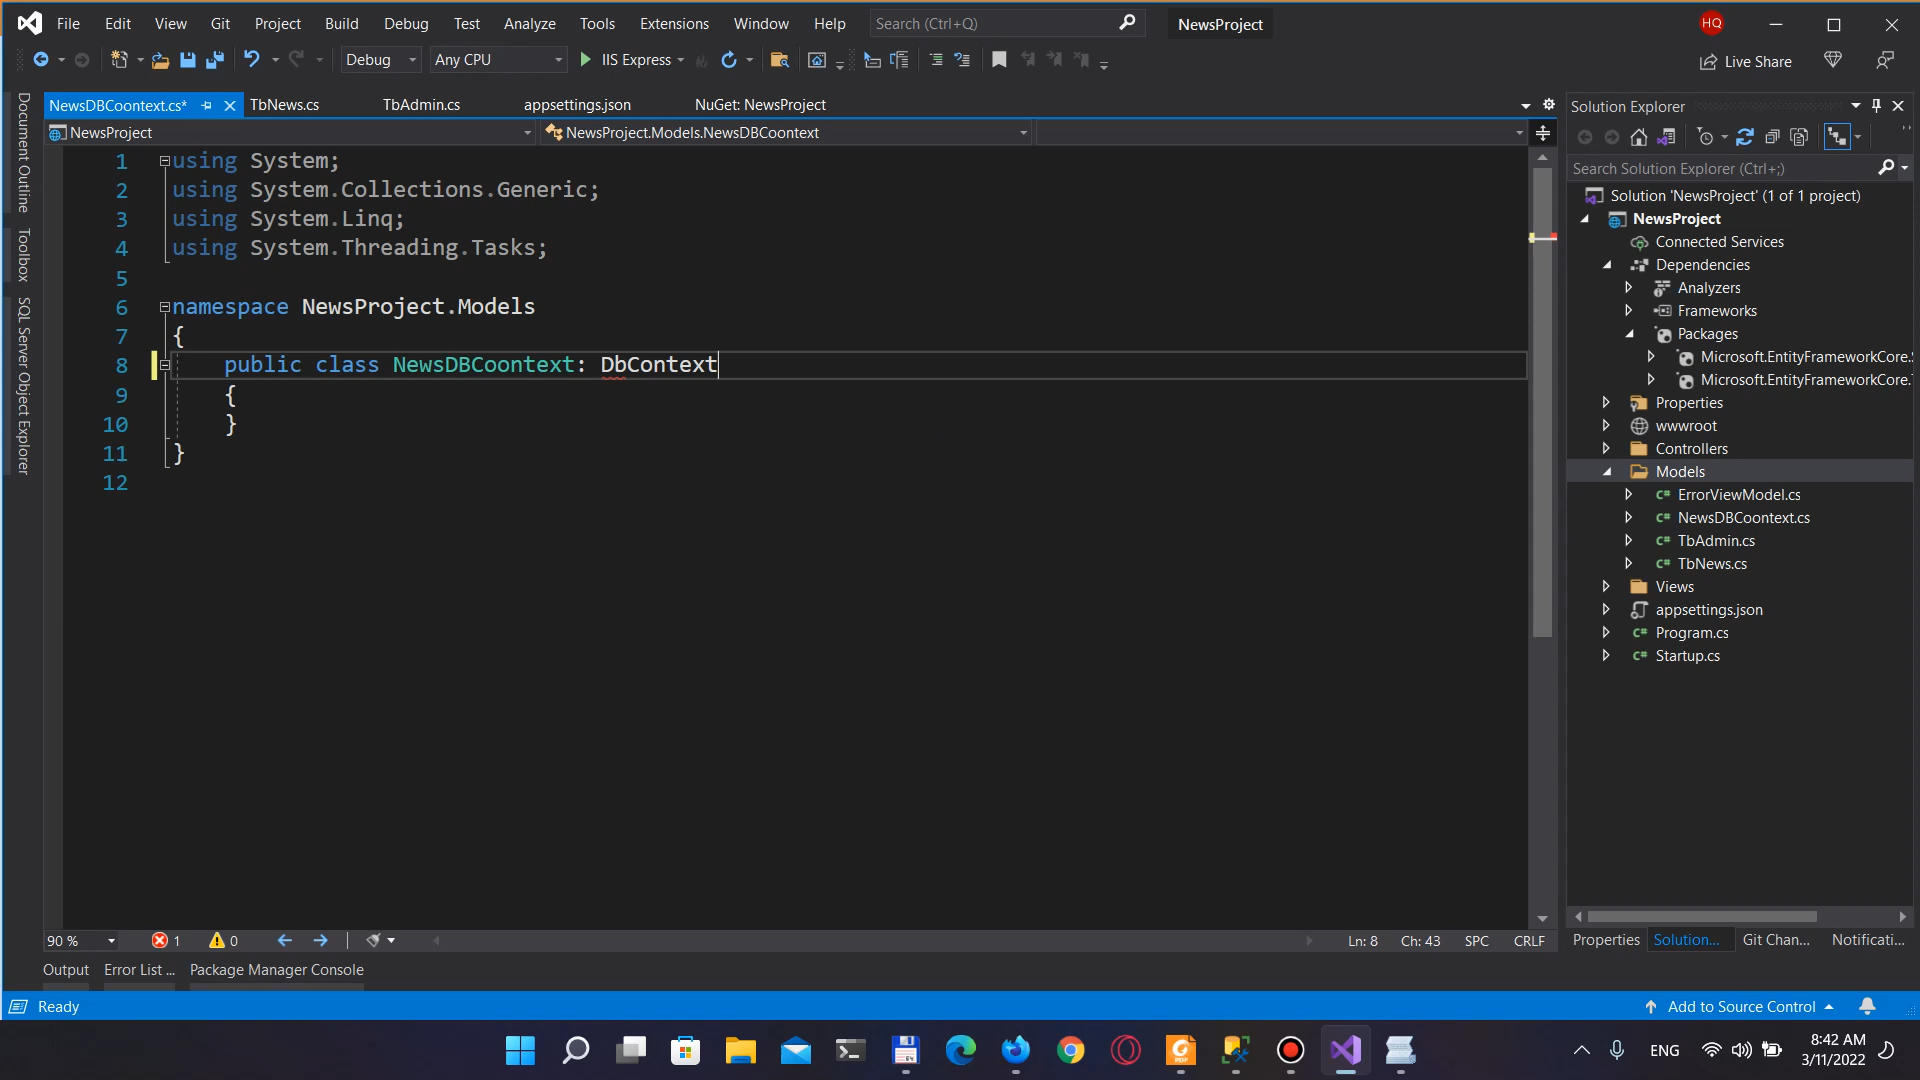 File Edit View Git Project Build Debug Test Analyze Tools Extensions Window Help Search (Ctrl+Q) NewsProject HQ
Debug Any CPU IIS Express Live Share
NewsDBCoontext.cs* TbNews.cs TbAdmin.cs appsettings.json NuGet: NewsProject
NewsProject NewsProject.Models.NewsDBCoontext
Document Outline
Toolbox
SQL Server Object Explorer
1 using System;
2 using System.Collections.Generic;
3 using System.Linq;
4 using System.Threading.Tasks;
5
6 namespace NewsProject.Models
7 {
8 public class NewsDBCoontext: DbContext
9 {
10 }
11 }
12
90 % 1 0 Ln: 8 Ch: 43 SPC CRLF
Output Error List ... Package Manager Console
Solution Explorer
Search Solution Explorer (Ctrl+;)
Solution 'NewsProject' (1 of 1 project)
NewsProject
Connected Services
Dependencies
Analyzers
Frameworks
Packages
Microsoft.EntityFrameworkCore.
Microsoft.EntityFrameworkCore.
Properties
wwwroot
Controllers
Models
C# ErrorViewModel.cs
C# NewsDBCoontext.cs
C# TbAdmin.cs
C# TbNews.cs
Views
appsettings.json
C# Program.cs
C# Startup.cs
Properties Solution... Git Chan... Notificati...
Ready Add to Source Control
ENG 8:42 AM
3/11/2022